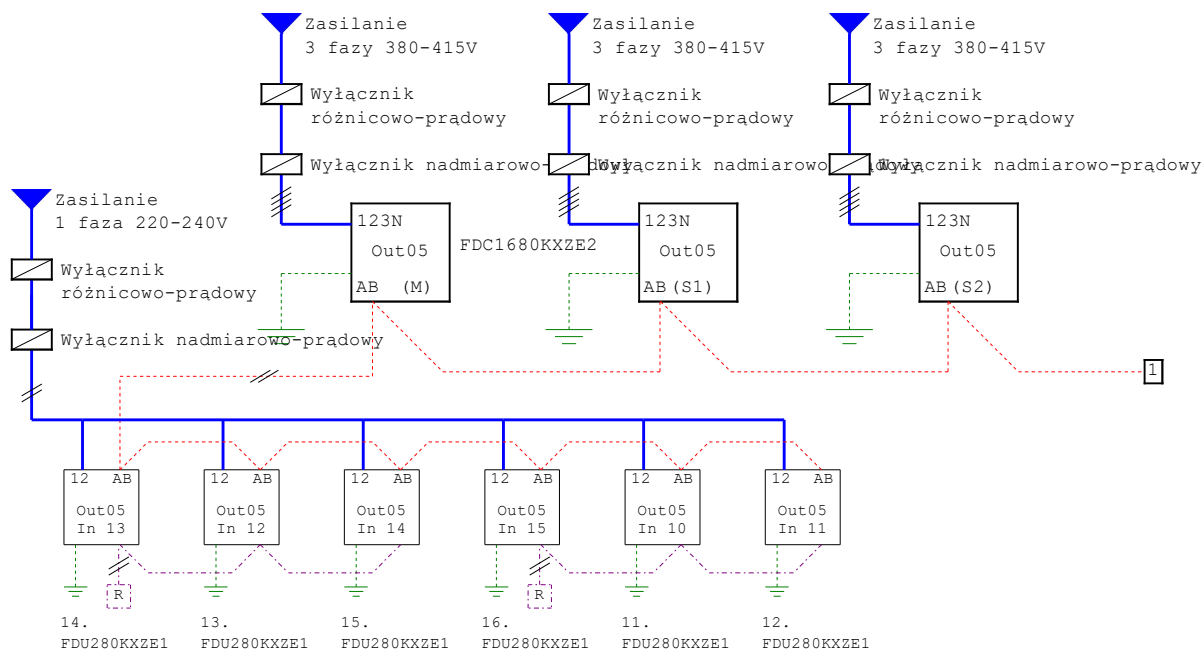 Zasilanie
3 fazy 380-415V
Zasilanie
3 fazy 380-415V
Zasilanie
3 fazy 380-415V
Wyłącznik
różnicowo-prądowy
Wyłącznik
różnicowo-prądowy
Wyłącznik
różnicowo-prądowy
Wyłącznik nadmiarowo-prądowy
Wyłącznik nadmiarowo-prądowy
Wyłącznik nadmiarowo-prądowy
Zasilanie
1 faza 220-240V
Wyłącznik
różnicowo-prądowy
Wyłącznik nadmiarowo-prądowy
123N
Out05
AB (M)
FDC1680KXZE2
123N
Out05
AB (S1)
123N
Out05
AB (S2)
1
12 AB
Out05
In 13
12 AB
Out05
In 12
12 AB
Out05
In 14
12 AB
Out05
In 15
12 AB
Out05
In 10
12 AB
Out05
In 11
R
R
14.
FDU280KXZE1
13.
FDU280KXZE1
15.
FDU280KXZE1
16.
FDU280KXZE1
11.
FDU280KXZE1
12.
FDU280KXZE1